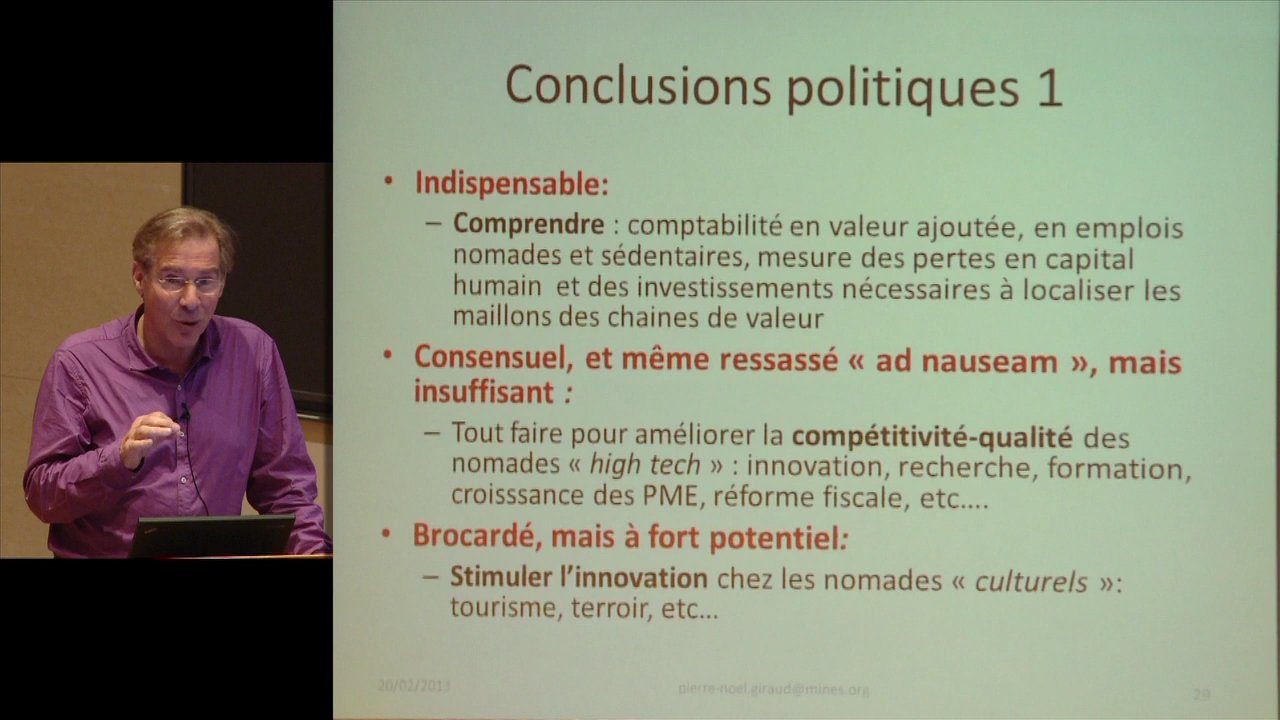 Conclusions politiques 1
• Indispensable:
– Comprendre : comptabilité en valeur ajoutée, en emplois
nomades et sédentaires, mesure des pertes en capital
humain et des investissements nécessaires à localiser les
maillons des chaines de valeur
• Consensuel, et même ressassé « ad nauseam », mais
insuffisant :
– Tout faire pour améliorer la compétitivité-qualité des
nomades « high tech » : innovation, recherche, formation,
croisssance des PME, réforme fiscale, etc….
• Brocardé, mais à fort potentiel:
– Stimuler l’innovation chez les nomades « culturels »:
tourisme, terroir, etc…
20/02/2013 pierre-noel.giraud@mines.org 29